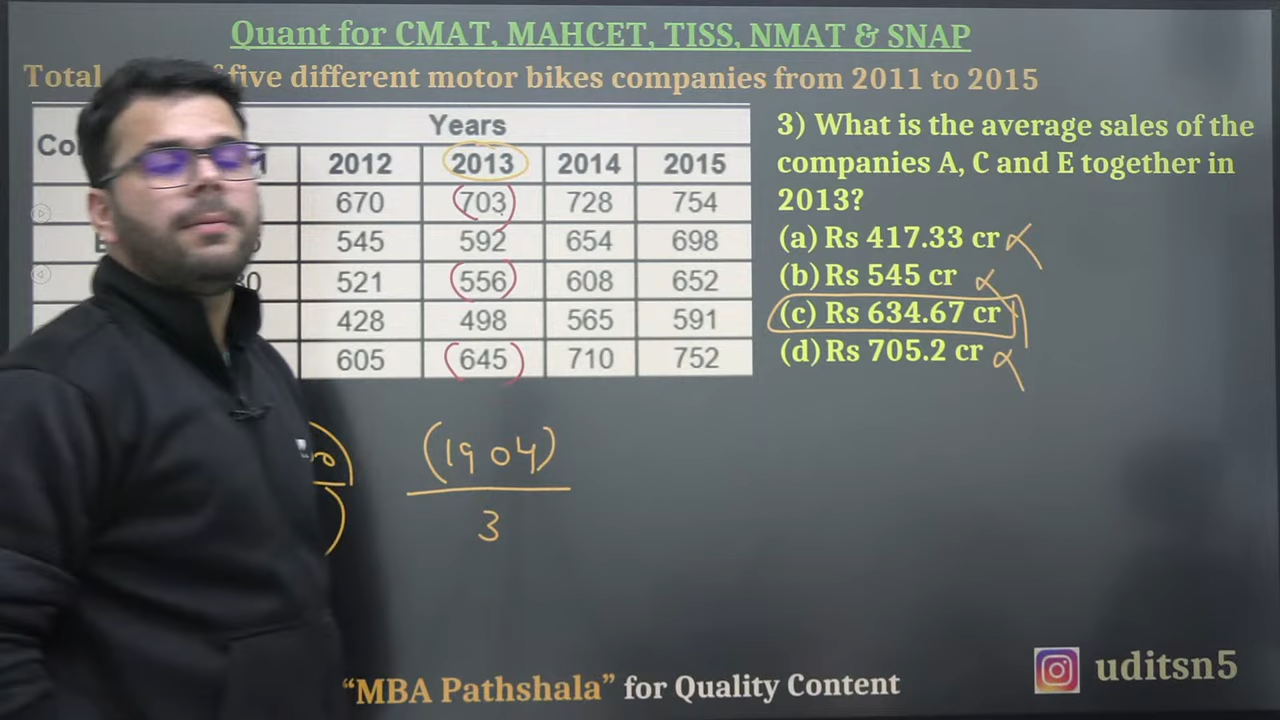 Quant for CMAT, MAHCET, TISS, NMAT & SNAP
Total five different motor bikes companies from 2011 to 2015
Years
2012 2013 2014 2015
670 703 728 754
545 592 654 698
521 556 608 652
428 498 565 591
605 645 710 752
3) What is the average sales of the
companies A, C and E together in
2013?
(a) Rs 417.33 cr
(b) Rs 545 cr
(c) Rs 634.67 cr
(d) Rs 705.2 cr
(1904)
3
"MBA Pathshala" for Quality Content
uditsn5